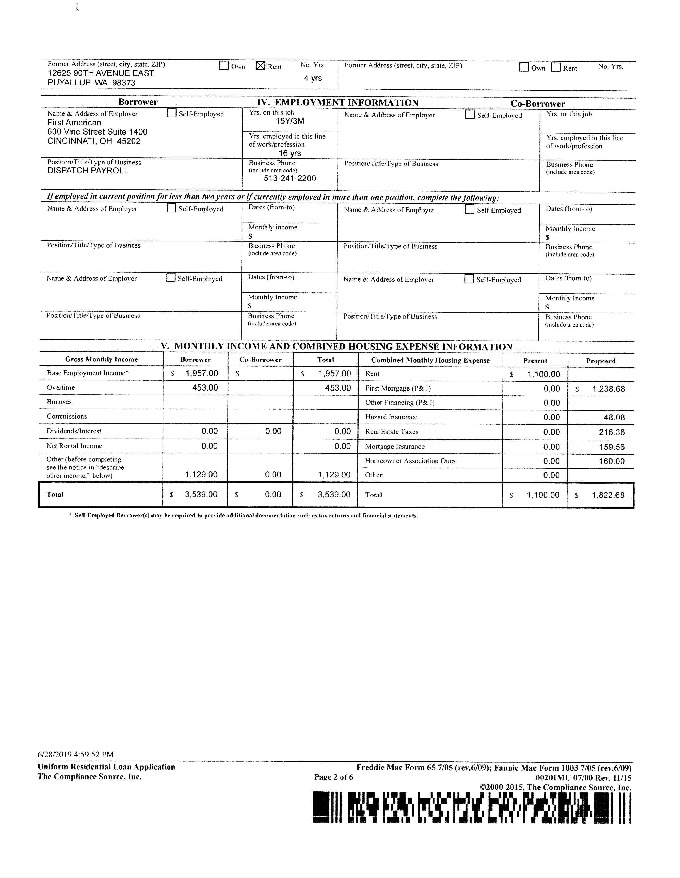 Former Address (street, city, state, ZIP) Own Rent No. Yrs. Former Address (street, city, state, ZIP) Own Rent No. Yrs.
12625 90TH AVENUE EAST
PUYALLUP, WA 98373 4 yrs
Borrower IV. EMPLOYMENT INFORMATION Co-Borrower
Name & Address of Employer Self-Employed Yrs. on this job Name & Address of Employer Self-Employed Yrs. on this job
First American 15Y/3M
600 Vine Street Suite 1400
CINCINNATI, OH 45202 Yrs. employed in this line of work/profession Yrs. employed in this line of work/profession
16 yrs
Position/Title/Type of Business Business Phone (include area code) Position/Title/Type of Business Business Phone (include area code)
DISPATCH PAYROLL 513-241-2200
If employed in current position for less than two years or if currently employed in more than one position, complete the following:
Name & Address of Employer Self-Employed Dates (from-to) Name & Address of Employer Self-Employed Dates (from-to)
Monthly Income Monthly Income
$ $
Position/Title/Type of Business Business Phone Position/Title/Type of Business Business Phone
(include area code) (include area code)
Name & Address of Employer Self-Employed Dates (from-to) Name & Address of Employer Self-Employed Dates (from-to)
Monthly Income Monthly Income
$ $
Position/Title/Type of Business Business Phone Position/Title/Type of Business Business Phone
(include area code) (include area code)
V. MONTHLY INCOME AND COMBINED HOUSING EXPENSE INFORMATION
Gross Monthly Income Borrower Co-Borrower Total Combined Monthly Housing Expense Present Proposed
Base Employment Income* $ 1,957.00 $ $ 1,957.00 Rent $ 1,100.00
Overtime 453.00 453.00 First Mortgage (P&I) 0.00 $ 1,238.68
Bonuses Other Financing (P&I) 0.00
Commissions Hazard Insurance 0.00 48.08
Dividends/Interest 0.00 0.00 0.00 Real Estate Taxes 0.00 216.36
Net Rental Income 0.00 0.00 Mortgage Insurance 0.00 159.56
Other (before completing Homeowner Association Dues 0.00 160.00
see the notice in "describe
other income," below) 1,129.00 0.00 1,129.00 Other 0.00
Total $ 3,539.00 $ 0.00 $ 3,539.00 Total $ 1,100.00 $ 1,822.68
* Self Employed Borrower(s) may be required to provide additional documentation such as tax returns and financial statements.
6/28/2019 4:59:52 PM
Uniform Residential Loan Application Freddie Mac Form 65 7/05 (rev.6/09); Fannie Mae Form 1003 7/05 (rev.6/09)
The Compliance Source, Inc. Page 2 of 6 00201MU 07/00 Rev. 11/15
©2000-2015, The Compliance Source, Inc.